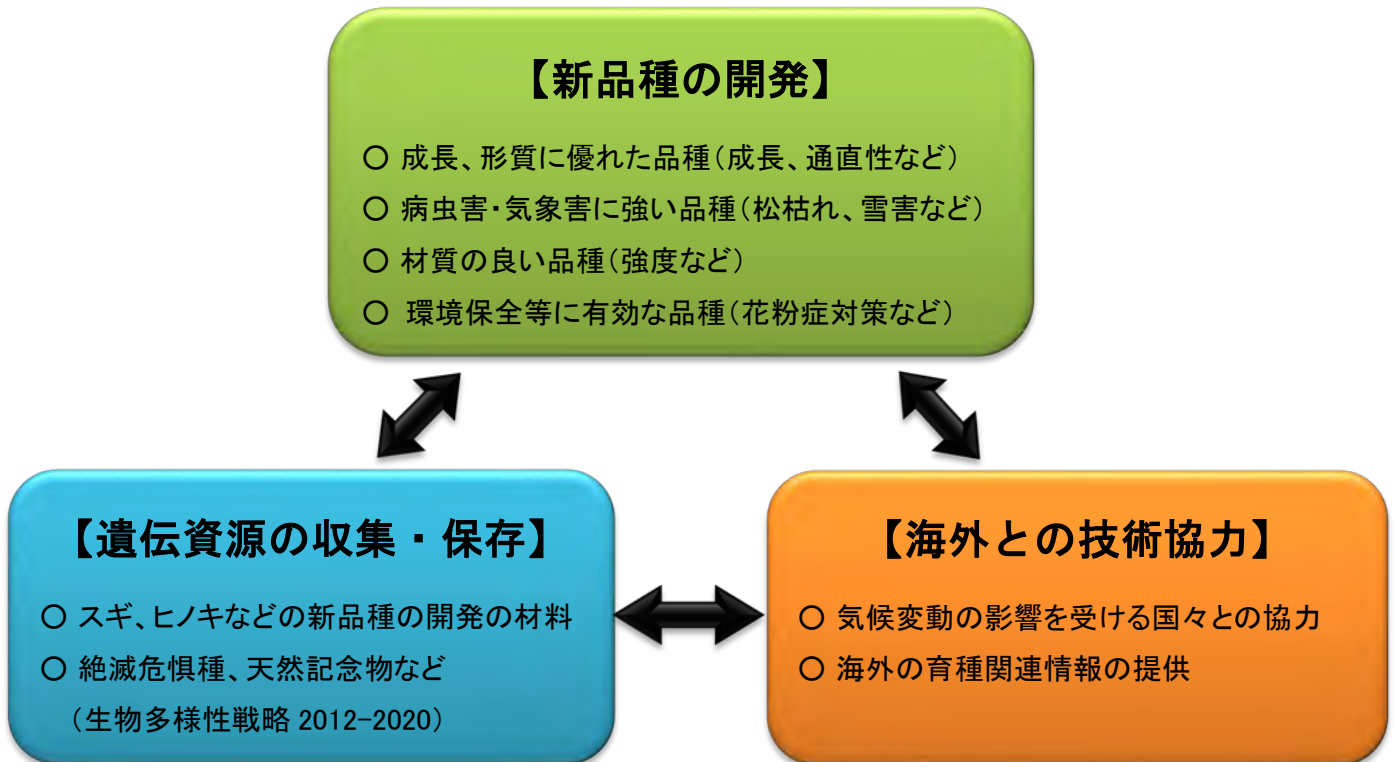 【新品種の開発】
〇 成長、形質に優れた品種（成長、通直性など）
〇 病虫害・気象害に強い品種（松枯れ、雪害など）
〇 材質の良い品種（強度など）
〇 環境保全等に有効な品種（花粉症対策など）
【遺伝資源の収集・保存】
〇 スギ、ヒノキなどの新品種の開発の材料
〇 絶滅危惧種、天然記念物など
（生物多様性戦略 2012-2020）
【海外との技術協力】
〇 気候変動の影響を受ける国々との協力
〇 海外の育種関連情報の提供